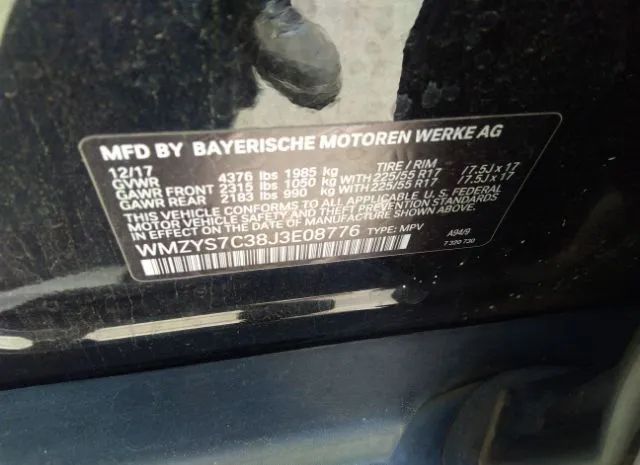 MFD BY BAYERISCHE MOTOREN WERKE AG
12/17 TIRE / RIM
GVWR 4376 lbs 1985 kg
GAWR FRONT 2315 lbs 1050 kg WITH 225/55 R17 /7.5J x 17
GAWR REAR 2183 lbs 990 kg WITH 225/55 R17 /7.5J x 17
THIS VEHICLE CONFORMS TO ALL APPLICABLE U. S. FEDERAL
MOTOR VEHICLE SAFETY, BUMPER, AND THEFT PREVENTION STANDARDS
IN EFFECT ON THE DATE OF MANUFACTURE SHOWN ABOVE.
WMZYS7C38J3E08776 TYPE: MPV A94/9
7 320 730